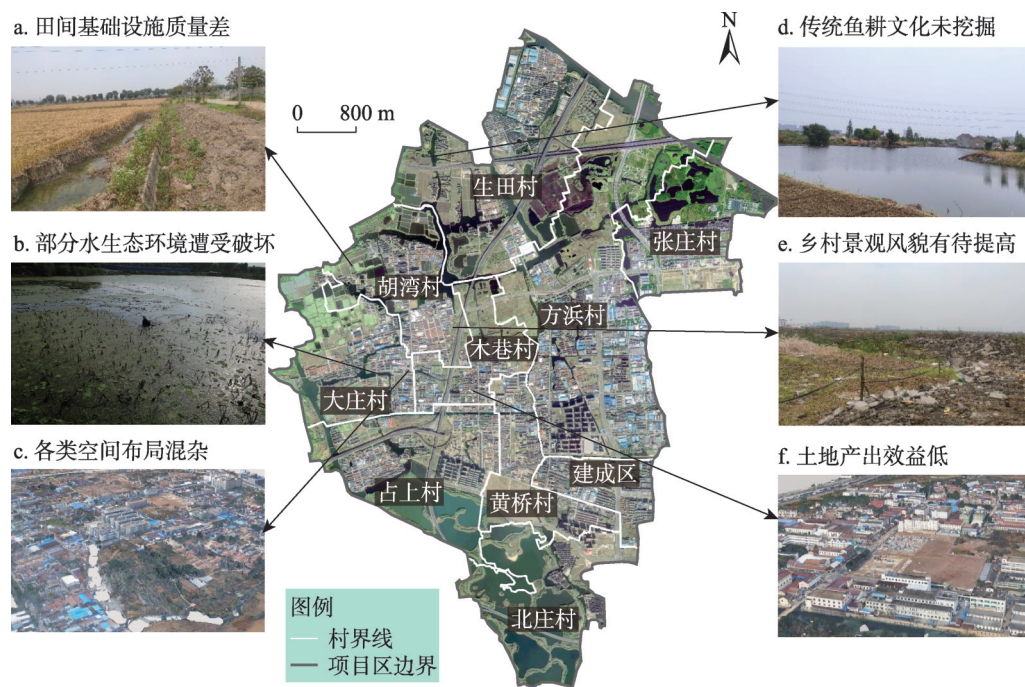 a. 田间基础设施质量差
b. 部分水生态环境遭受破坏
c. 各类空间布局混杂
N
0 800 m
生田村
张庄村
胡湾村
方浜村
木巷村
大庄村
建成区
占上村
黄桥村
北庄村
图例
村界线
项目区边界
d. 传统鱼耕文化未挖掘
e. 乡村景观风貌有待提高
f. 土地产出效益低